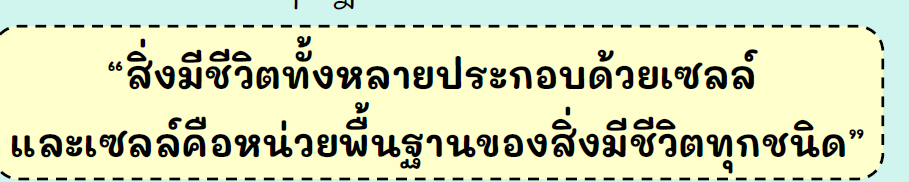 “สิ่งมีชีวิตทั้งหลายประกอบด้วยเซลล์
และเซลล์คือหน่วยพื้นฐานของสิ่งมีชีวิตทุกชนิด”